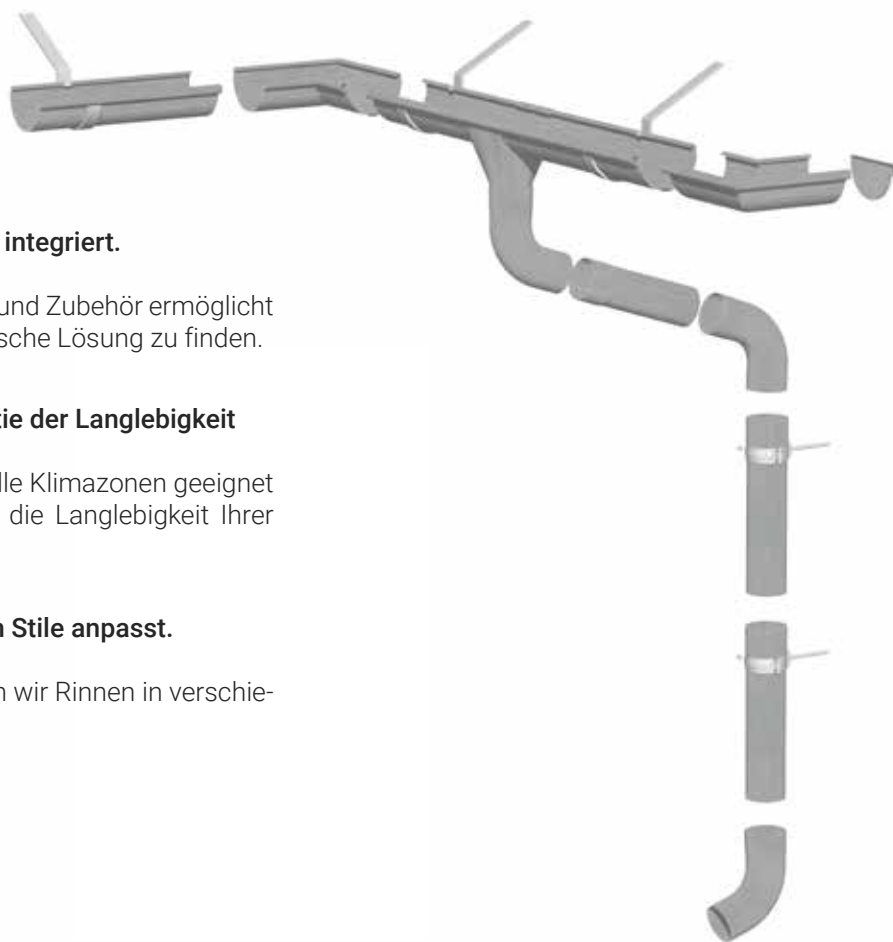 integriert.
und Zubehör ermöglicht
sche Lösung zu finden.
tie der Langlebigkeit
lle Klimazonen geeignet
die Langlebigkeit Ihrer
n Stile anpasst.
n wir Rinnen in verschie-